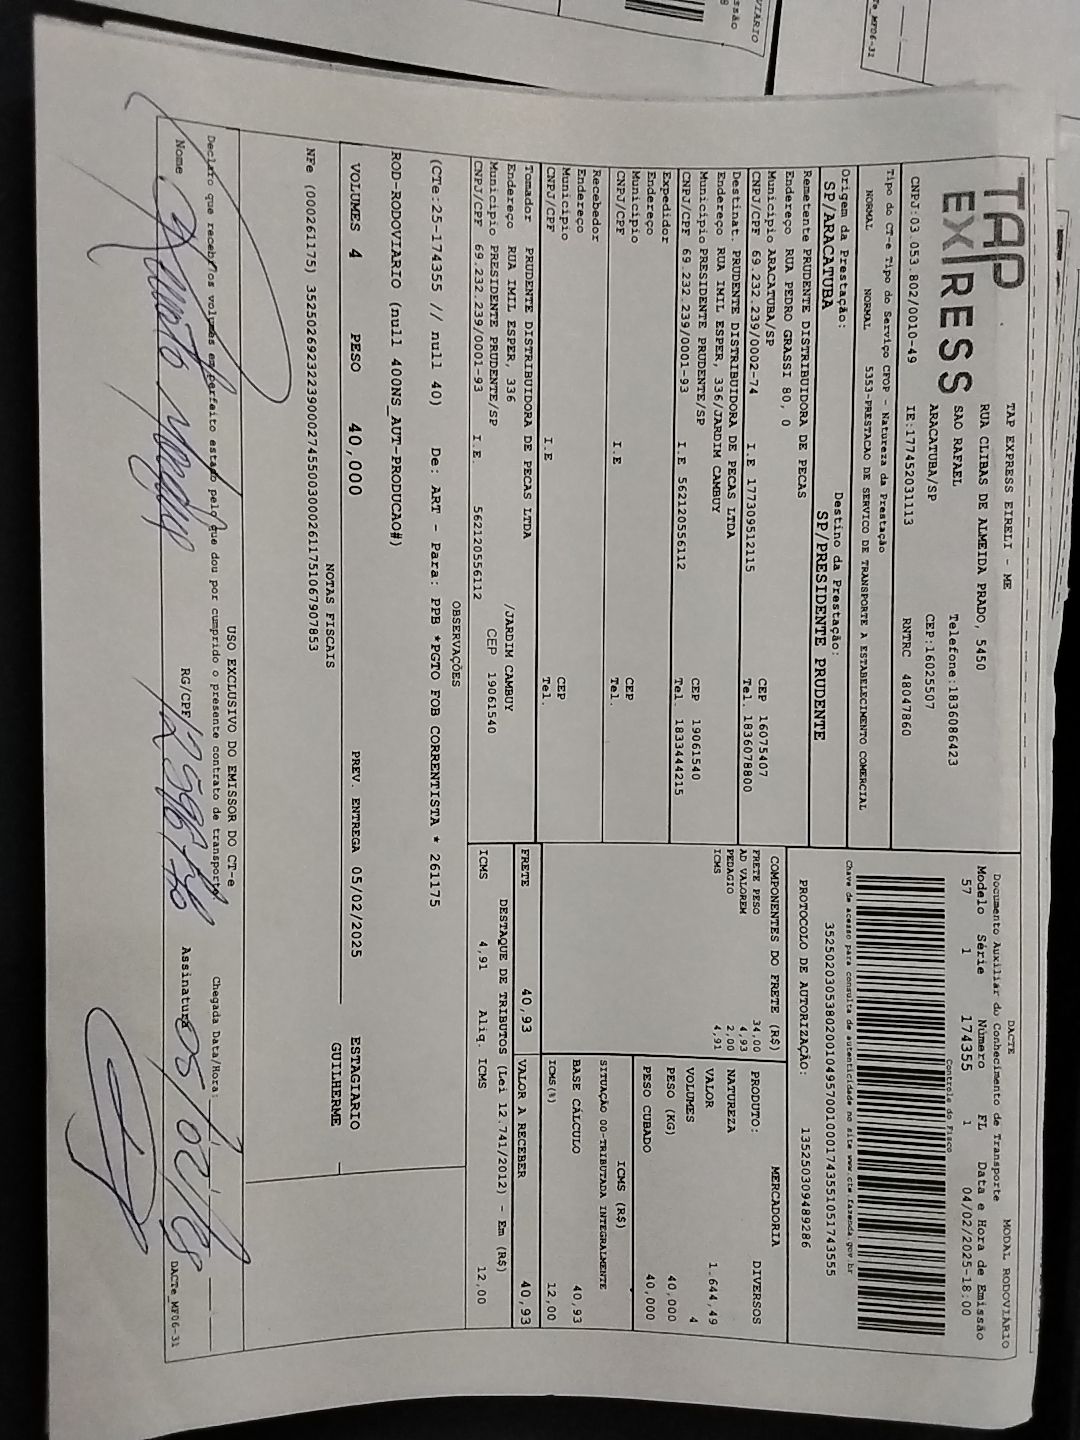 TAP EXPRESS
TAP EXPRESS EIRELI - ME
RUA CLIBAS DE ALMEIDA PRADO, 5450
SAO RAFAEL Telefone:1836086423
ARACATUBA/SP CEP:16025507
CNPJ:03.053.802/0010-49 IE:177452031113 RNTRC 48047860
DACTE MODAL RODOVIÁRIO
Documento Auxiliar do Conhecimento de Transporte
Modelo Série Número FL Data e Hora de Emissão
57 1 174355 1 04/02/2025-18:00
Controle do Fisco
Chave de acesso para consulta de autenticidade no site www.cte.fazenda.gov.br
35250203053802001049570010001743551051743555
PROTOCOLO DE AUTORIZAÇÃO: 135250309489286
Tipo do CT-e Tipo do Serviço CFOP - Natureza da Prestação
NORMAL NORMAL 5353-PRESTACAO DE SERVICO DE TRANSPORTE A ESTABELECIMENTO COMERCIAL
Origem da Prestação: Destino da Prestação:
SP/ARACATUBA SP/PRESIDENTE PRUDENTE
Remetente PRUDENTE DISTRIBUIDORA DE PECAS
Endereço RUA PEDRO GRASSI 80, 0
Município ARACATUBA/SP CEP 16075407
CNPJ/CPF 69.232.239/0002-74 I.E 177309512115 Tel. 1836078800
Destinat. PRUDENTE DISTRIBUIDORA DE PECAS LTDA
Endereço RUA IMIL ESPER, 336/JARDIM CAMBUY
Município PRESIDENTE PRUDENTE/SP CEP 19061540
CNPJ/CPF 69.232.239/0001-93 I.E 562120556112 Tel. 1833444215
Expedidor
Endereço
Município CEP
CNPJ/CPF I.E Tel.
Recebedor
Endereço
Município CEP
CNPJ/CPF I.E Tel.
Tomador PRUDENTE DISTRIBUIDORA DE PECAS LTDA
Endereço RUA IMIL ESPER, 336 /JARDIM CAMBUY
Município PRESIDENTE PRUDENTE/SP CEP 19061540
CNPJ/CPF 69.232.239/0001-93 I.E. 562120556112
COMPONENTES DO FRETE (R$)
FRETE PESO 34,00
AD VALOREM 4,93
PEDAGIO 2,00
ICMS 4,91
MERCADORIA
PRODUTO: DIVERSOS
NATUREZA
VALOR 1.644,49
VOLUMES 4
PESO (KG) 40,000
PESO CUBADO 40,000
ICMS (R$)
SITUAÇÃO 00-TRIBUTADA INTEGRALMENTE
BASE CÁLCULO 40,93
ICMS(%) 12,00
FRETE 40,93 VALOR A RECEBER 40,93
DESTAQUE DE TRIBUTOS (Lei 12.741/2012) - Em (R$)
ICMS 4,91 Aliq. ICMS 12,00
OBSERVAÇÕES
(CTe:25-174355 // null 40) De: ART - Para: PPB *PGTO FOB CORRENTISTA * 261175
ROD-RODOVIARIO (null 400NS_AUT-PRODUCAO#)
VOLUMES 4 PESO 40,000 PREV. ENTREGA 05/02/2025 ESTAGIARIO
GUILHERME
NOTAS FISCAIS
NFe (000261175) 35250269232239000274550030002611751067907853
USO EXCLUSIVO DO EMISSOR DO CT-e
Declaro que recebi os volumes em perfeito estado pelo que dou por cumprido o presente contrato de transporte
Chegada Data/Hora:
Nome RG/CPF Assinatura
05/02/25
DACTe_MF06-31